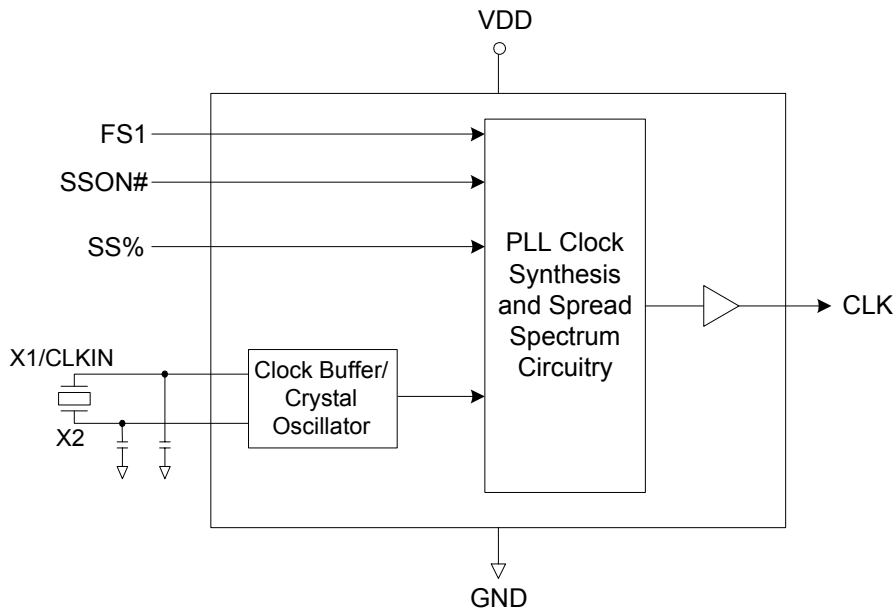 VDD
FS1
SSON#
SS%
PLL Clock
Synthesis
and Spread
Spectrum
Circuitry
CLK
X1/CLKIN
Clock Buffer/
Crystal
Oscillator
X2
GND